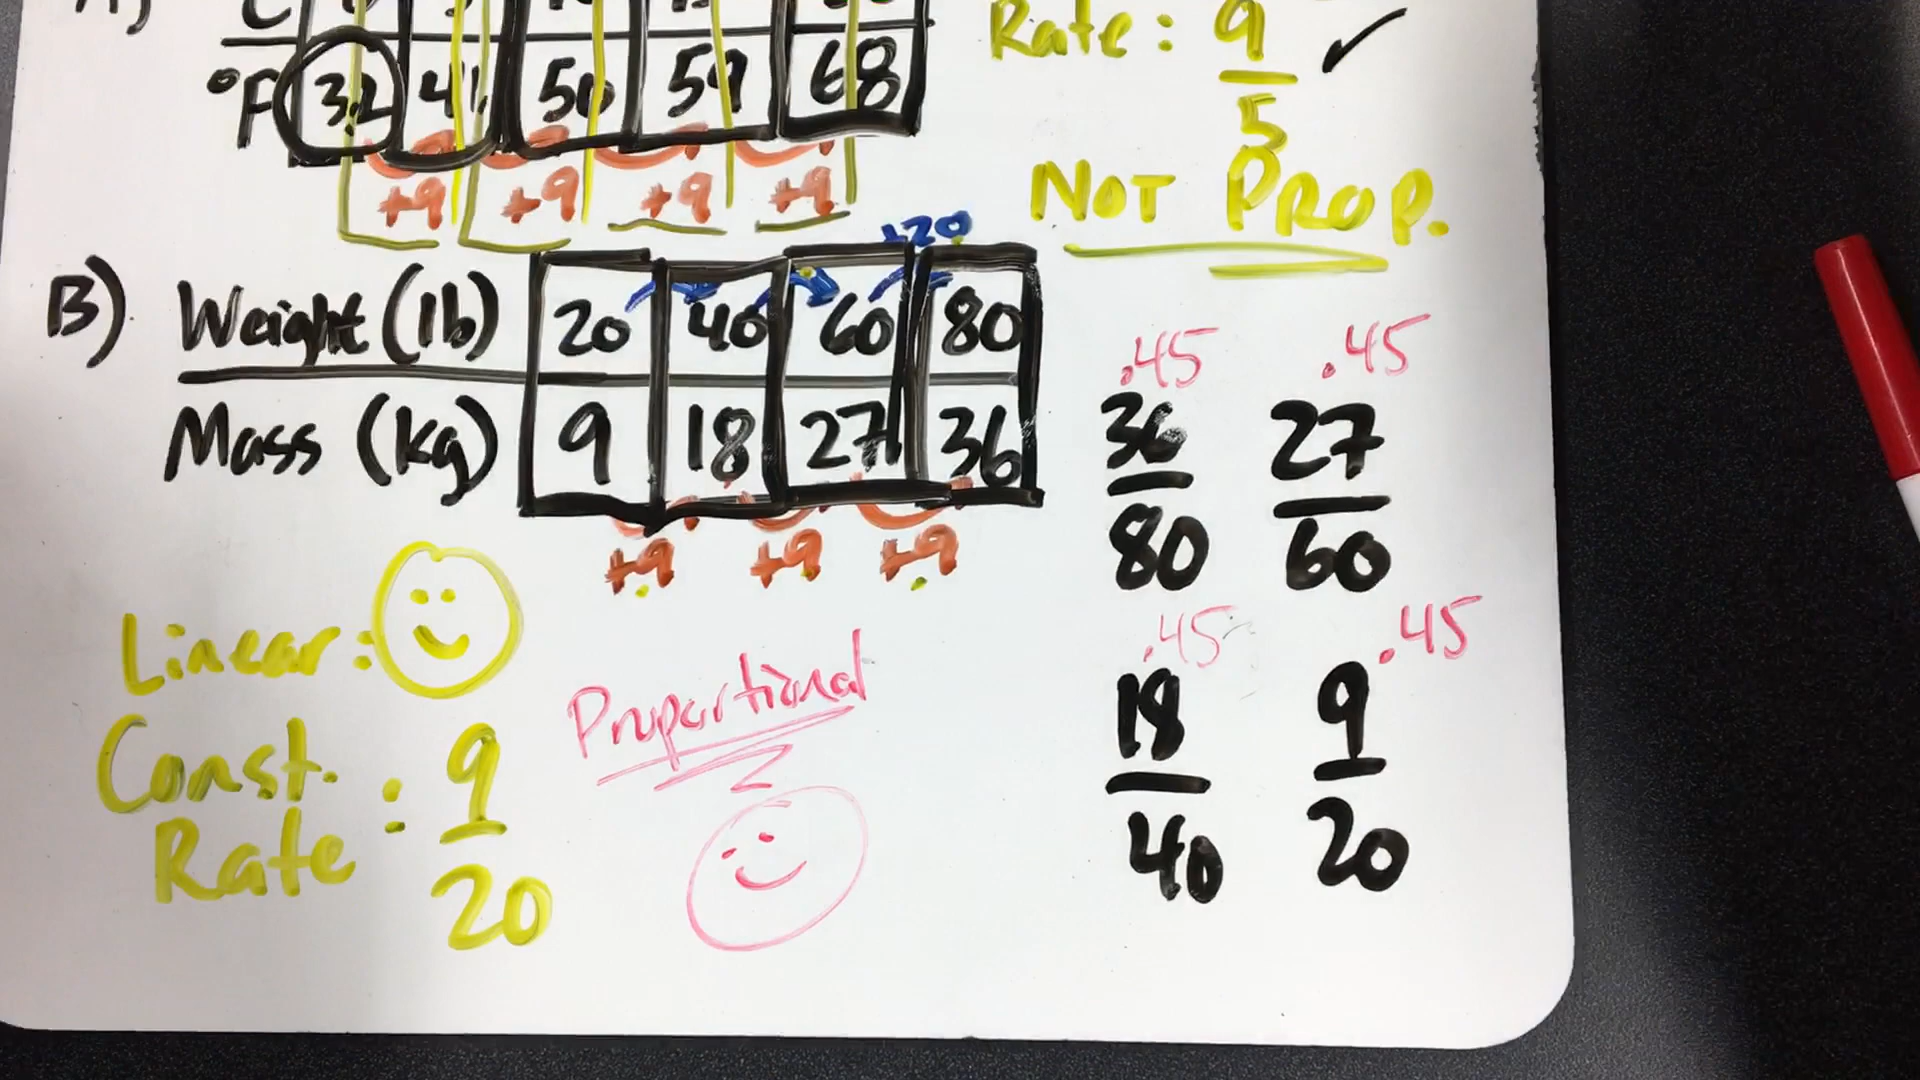 A)
°F 32 41 50 59 68
+9 +9 +9 +9
Rate: 9/5 ✓
NOT PROP.
+20
B) Weight (lb) 20 40 60 80
Mass (kg) 9 18 27 36
+9 +9 +9
.45 .45
36/80 27/60
.45 .45
18/40 9/20
Linear:
Const. Rate: 9/20
Proportional